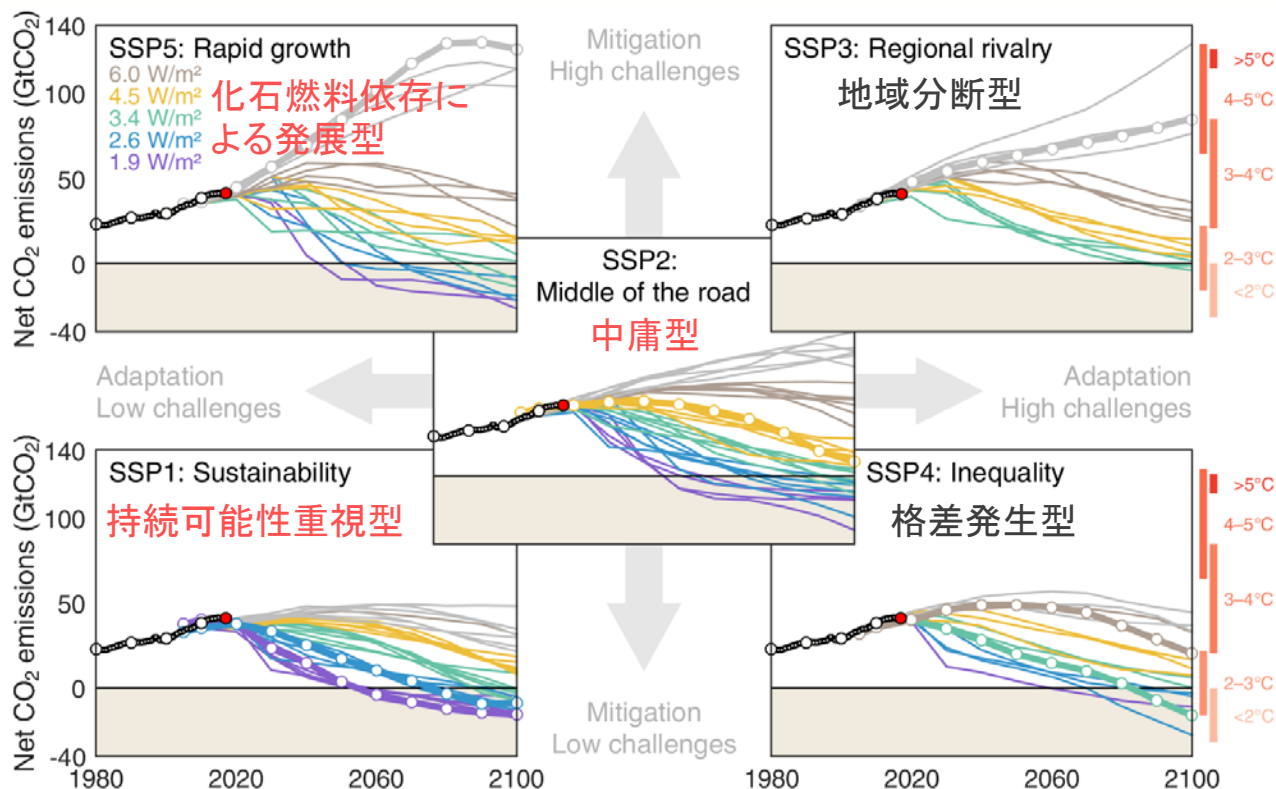 Net CO₂ emissions (GtCO₂)
140
100
50
0
-40
SSP5: Rapid growth
6.0 W/m²
4.5 W/m²
3.4 W/m²
2.6 W/m²
1.9 W/m²
化石燃料依存に
よる発展型
Mitigation
High challenges
SSP3: Regional rivalry
地域分断型
>5°C
4–5°C
3–4°C
2–3°C
<2°C
SSP2:
Middle of the road
中庸型
Adaptation
Low challenges
Adaptation
High challenges
Net CO₂ emissions (GtCO₂)
140
100
50
0
-40
SSP1: Sustainability
持続可能性重視型
Mitigation
Low challenges
SSP4: Inequality
格差発生型
>5°C
4–5°C
3–4°C
2–3°C
<2°C
1980
2020
2060
2100
1980
2020
2060
2100